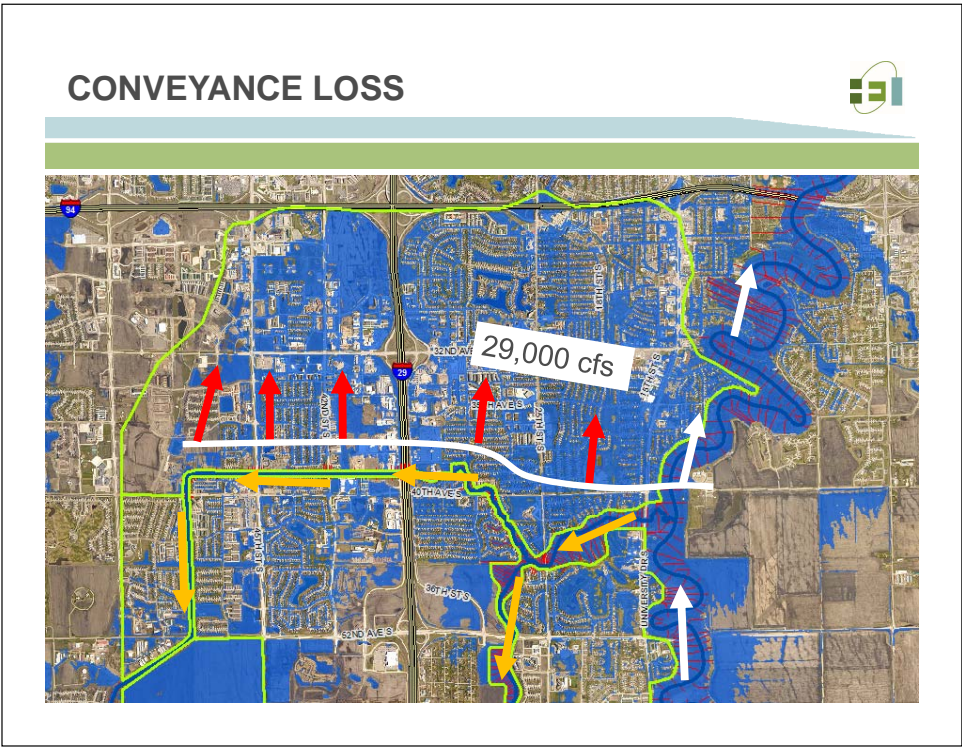 CONVEYANCE LOSS
94
29,000 cfs
32ND AVE
29
18TH ST S
42ND ST S
25TH ST S
40TH AVE S
UNIVERSITY DR S
36TH ST S
52ND AVE S